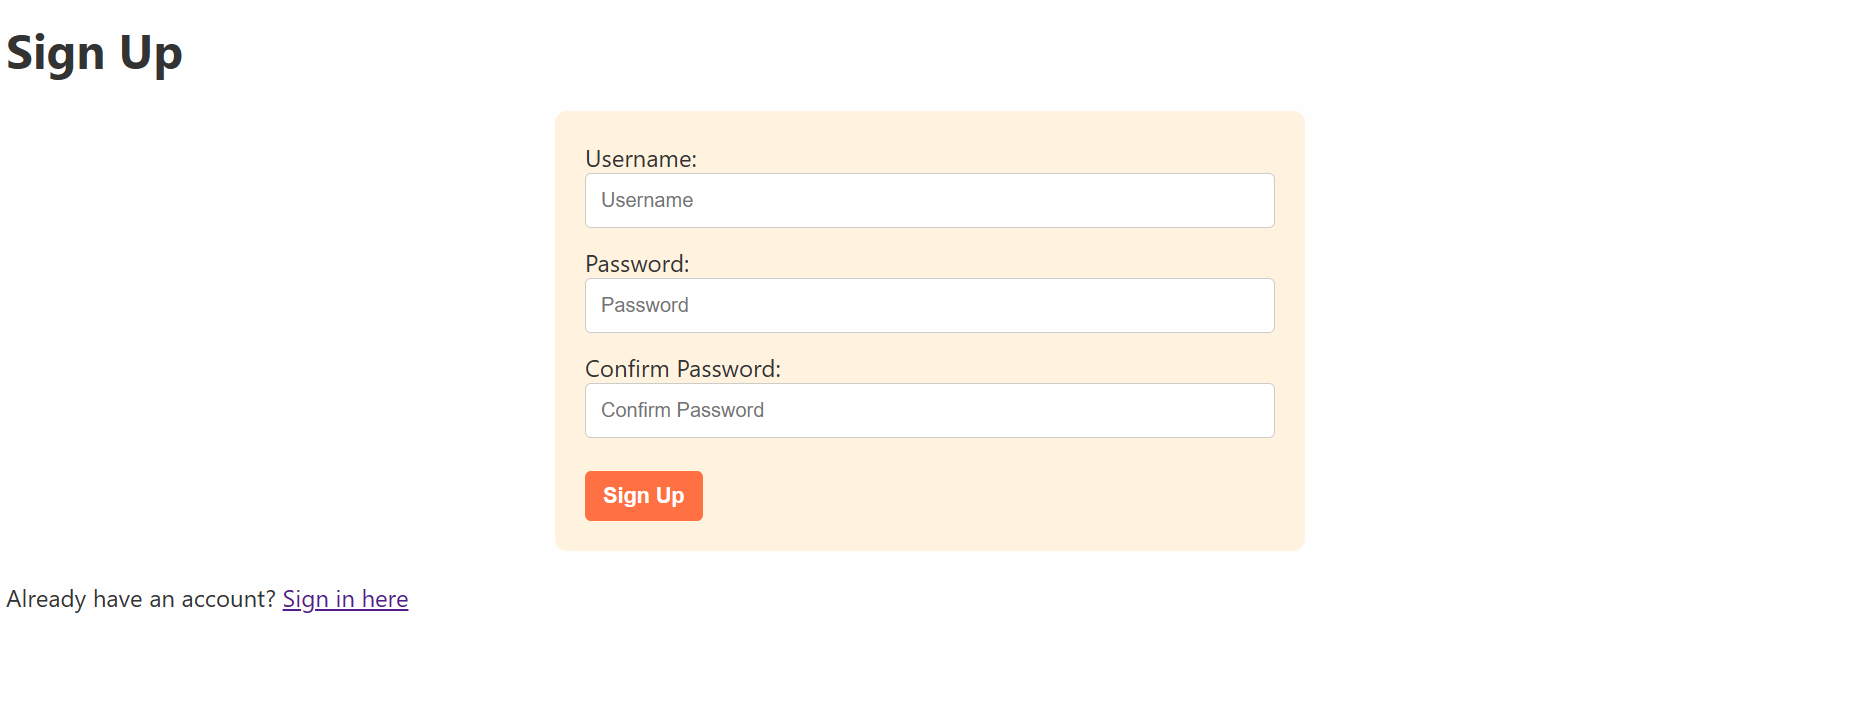 Sign Up
Username:
Username
Password:
Password
Confirm Password:
Confirm Password
Sign Up
Already have an account? Sign in here